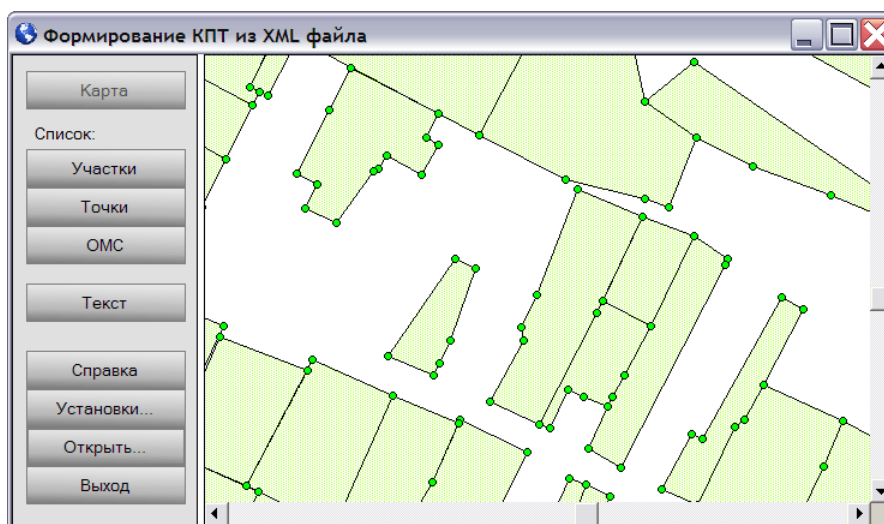 Формирование КПТ из XML файла
Карта
Список:
Участки
Точки
ОМС
Текст
Справка
Установки...
Открыть...
Выход